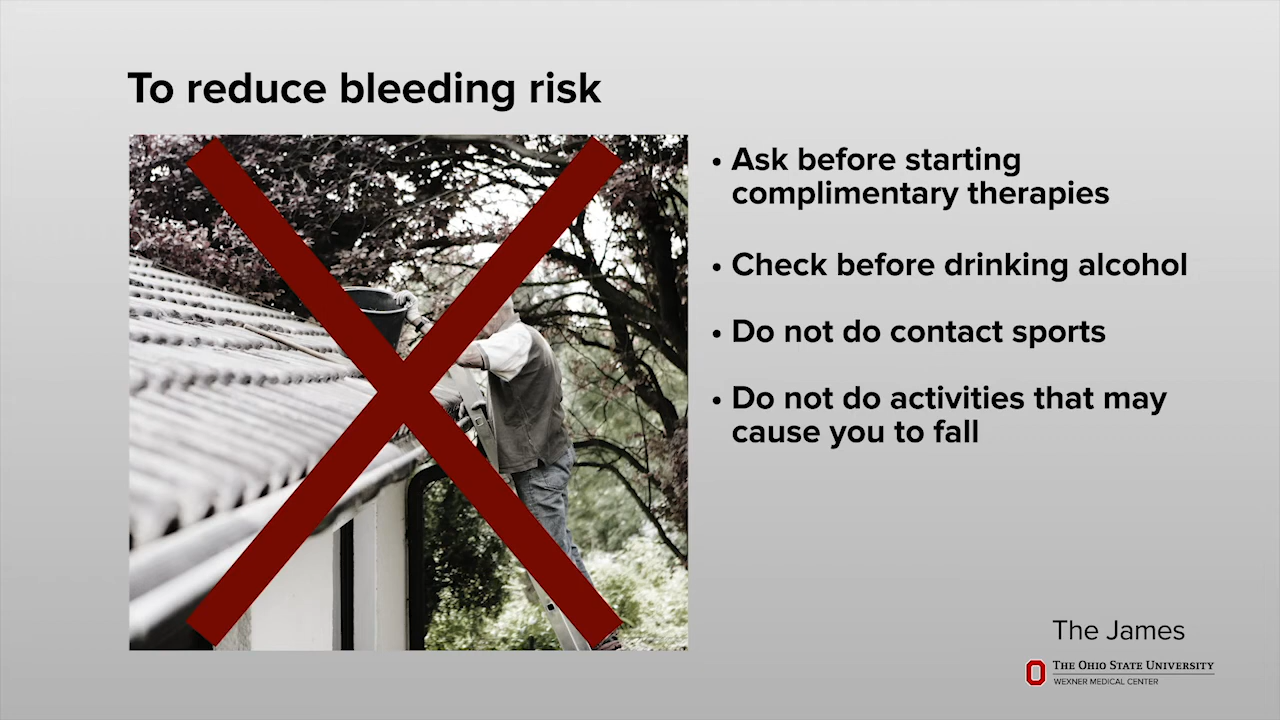 To reduce bleeding risk
• Ask before starting
complimentary therapies
• Check before drinking alcohol
• Do not do contact sports
• Do not do activities that may
cause you to fall
The James
THE OHIO STATE UNIVERSITY
WEXNER MEDICAL CENTER